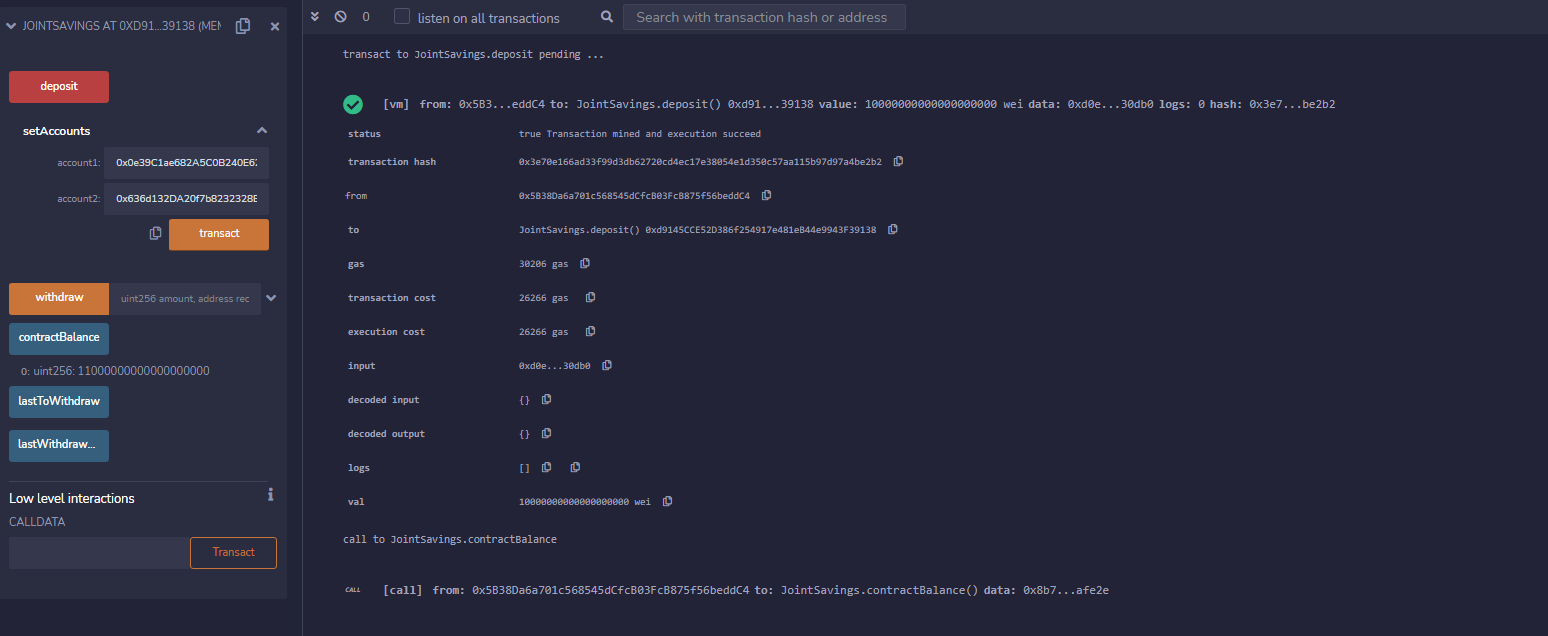 JOINTSAVINGS AT 0XD91...39138 (MEM
deposit
setAccounts
account1: 0x0e39C1ae6B2A5C0B240E62
account2: 0x636d132DA20f7b8232328E
transact
withdraw uint256 amount, address rec
contractBalance
0: uint256: 11000000000000000000
lastToWithdraw
lastWithdraw...
Low level interactions
CALLDATA
Transact
0 listen on all transactions Search with transaction hash or address
transact to JointSavings.deposit pending ...
[vm] from: 0x5B3...eddC4 to: JointSavings.deposit() 0xd91...39138 value: 10000000000000000000 wei data: 0xd0e...30db0 logs: 0 hash: 0x3e7...be2b2
status true Transaction mined and execution succeed
transaction hash 0x3e70e166ad33f99d3db62720cd4ec17e38054e1d350c57aa115b97d97a4be2b2
from 0x5B38Da6a701c568545dCfcB03FcB875f56beddC4
to JointSavings.deposit() 0xd9145CCE52D386f254917e481eB44e9943F39138
gas 30206 gas
transaction cost 26266 gas
execution cost 26266 gas
input 0xd0e...30db0
decoded input {}
decoded output {}
logs []
val 10000000000000000000 wei
call to JointSavings.contractBalance
CALL [call] from: 0x5B38Da6a701c568545dCfcB03FcB875f56beddC4 to: JointSavings.contractBalance() data: 0x8b7...afe2e